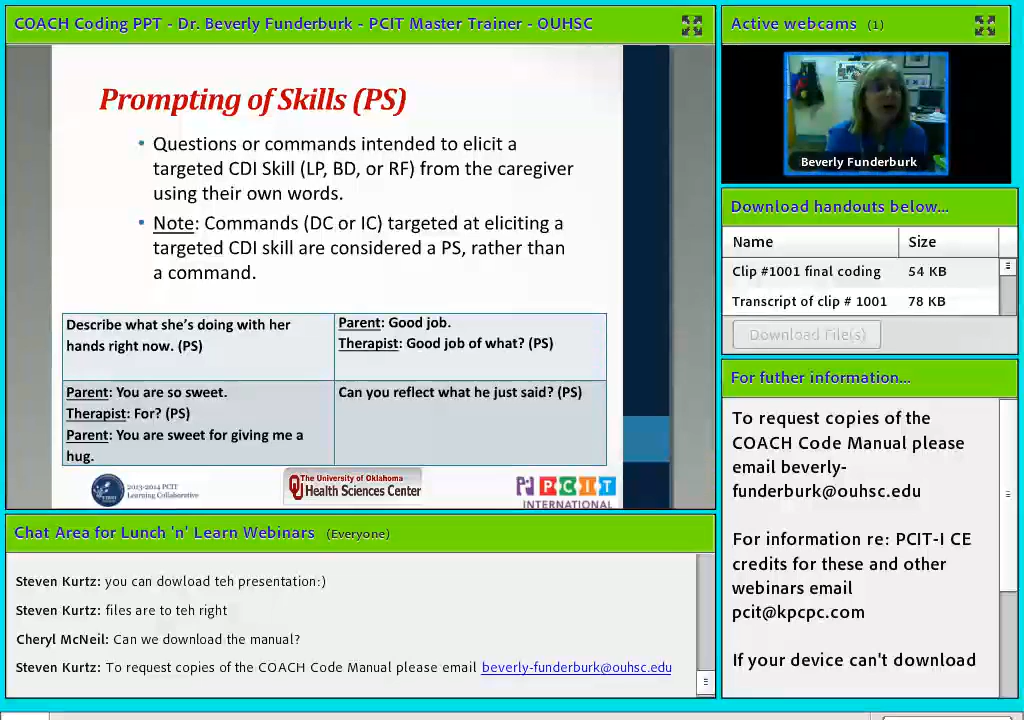 COACH Coding PPT - Dr. Beverly Funderburk - PCIT Master Trainer - OUHSC
Prompting of Skills (PS)
• Questions or commands intended to elicit a
targeted CDI Skill (LP, BD, or RF) from the caregiver
using their own words.
• Note: Commands (DC or IC) targeted at eliciting a
targeted CDI skill are considered a PS, rather than
a command.
Describe what she's doing with her
hands right now. (PS)
Parent: Good job.
Therapist: Good job of what? (PS)
Parent: You are so sweet.
Therapist: For? (PS)
Parent: You are sweet for giving me a
hug.
Can you reflect what he just said? (PS)
2013-2014 PCIT
Learning Collaborative
The University of Oklahoma
Health Sciences Center
PCIT
INTERNATIONAL
Chat Area for Lunch 'n' Learn Webinars (Everyone)
Steven Kurtz: you can dowload teh presentation:)
Steven Kurtz: files are to teh right
Cheryl McNeil: Can we download the manual?
Steven Kurtz: To request copies of the COACH Code Manual please email beverly-funderburk@ouhsc.edu
Active webcams (1)
Beverly Funderburk
Download handouts below...
Name Size
Clip #1001 final coding 54 KB
Transcript of clip # 1001 78 KB
Download File(s)
For futher information...
To request copies of the
COACH Code Manual please
email beverly-
funderburk@ouhsc.edu
For information re: PCIT-I CE
credits for these and other
webinars email
pcit@kpcpc.com
If your device can't download